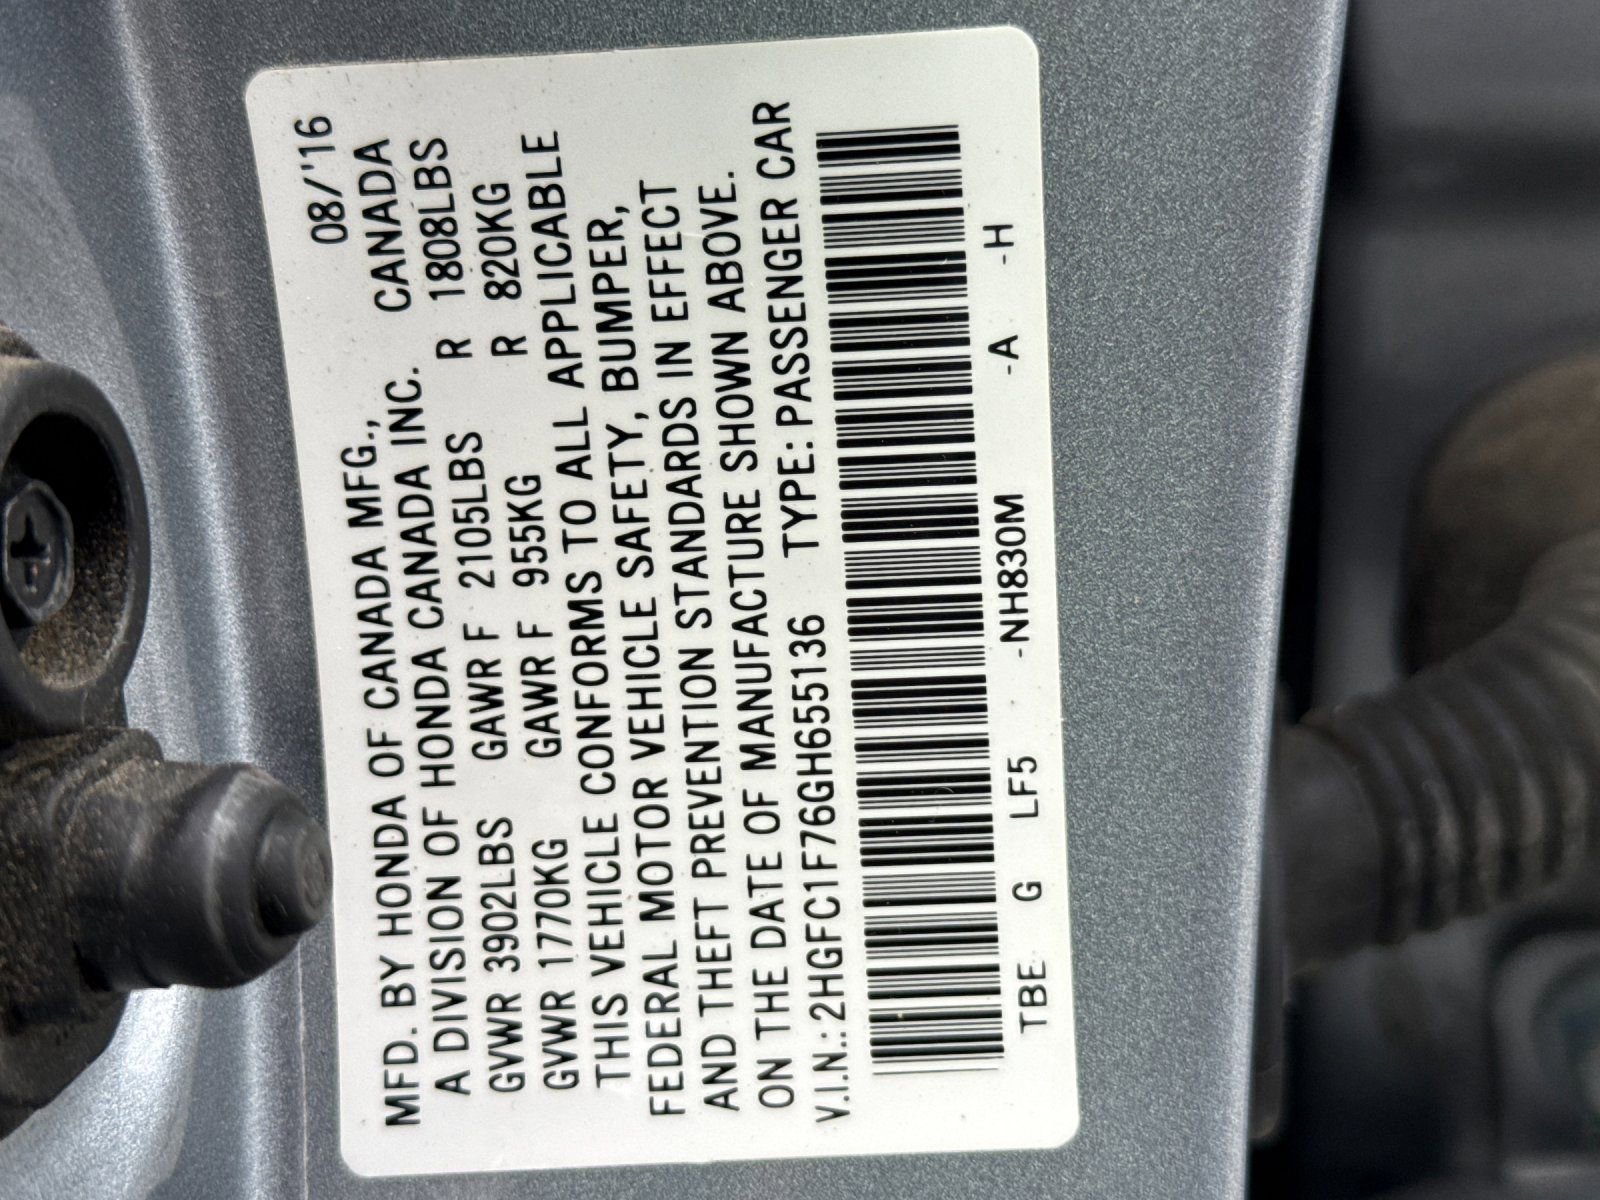 08/'16
MFD. BY HONDA OF CANADA MFG., CANADA
A DIVISION OF HONDA CANADA INC.
GVWR 3902LBS GAWR F 2105LBS R 1808LBS
GVWR 1770KG GAWR F 955KG R 820KG
THIS VEHICLE CONFORMS TO ALL APPLICABLE
FEDERAL MOTOR VEHICLE SAFETY, BUMPER,
AND THEFT PREVENTION STANDARDS IN EFFECT
ON THE DATE OF MANUFACTURE SHOWN ABOVE.
V.I.N.:2HGFC1F76GH655136 TYPE:PASSENGER CAR
TBE G LF5 -NH830M -A -H